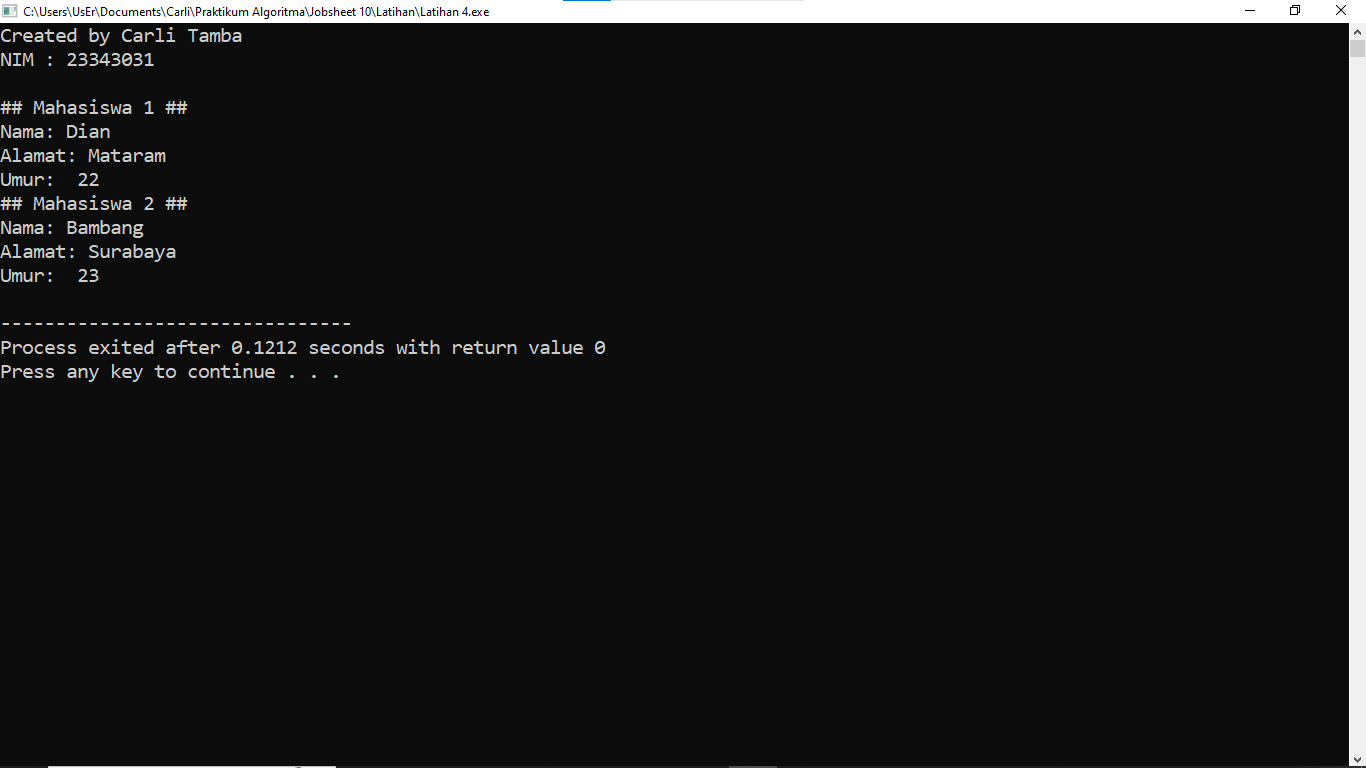 C:\Users\UsEr\Documents\Carli\Praktikum Algoritma\Jobsheet 10\Latihan\Latihan 4.exe
Created by Carli Tamba
NIM : 23343031
## Mahasiswa 1 ##
Nama: Dian
Alamat: Mataram
Umur:  22
## Mahasiswa 2 ##
Nama: Bambang
Alamat: Surabaya
Umur:  23
--------------------------------
Process exited after 0.1212 seconds with return value 0
Press any key to continue . . .